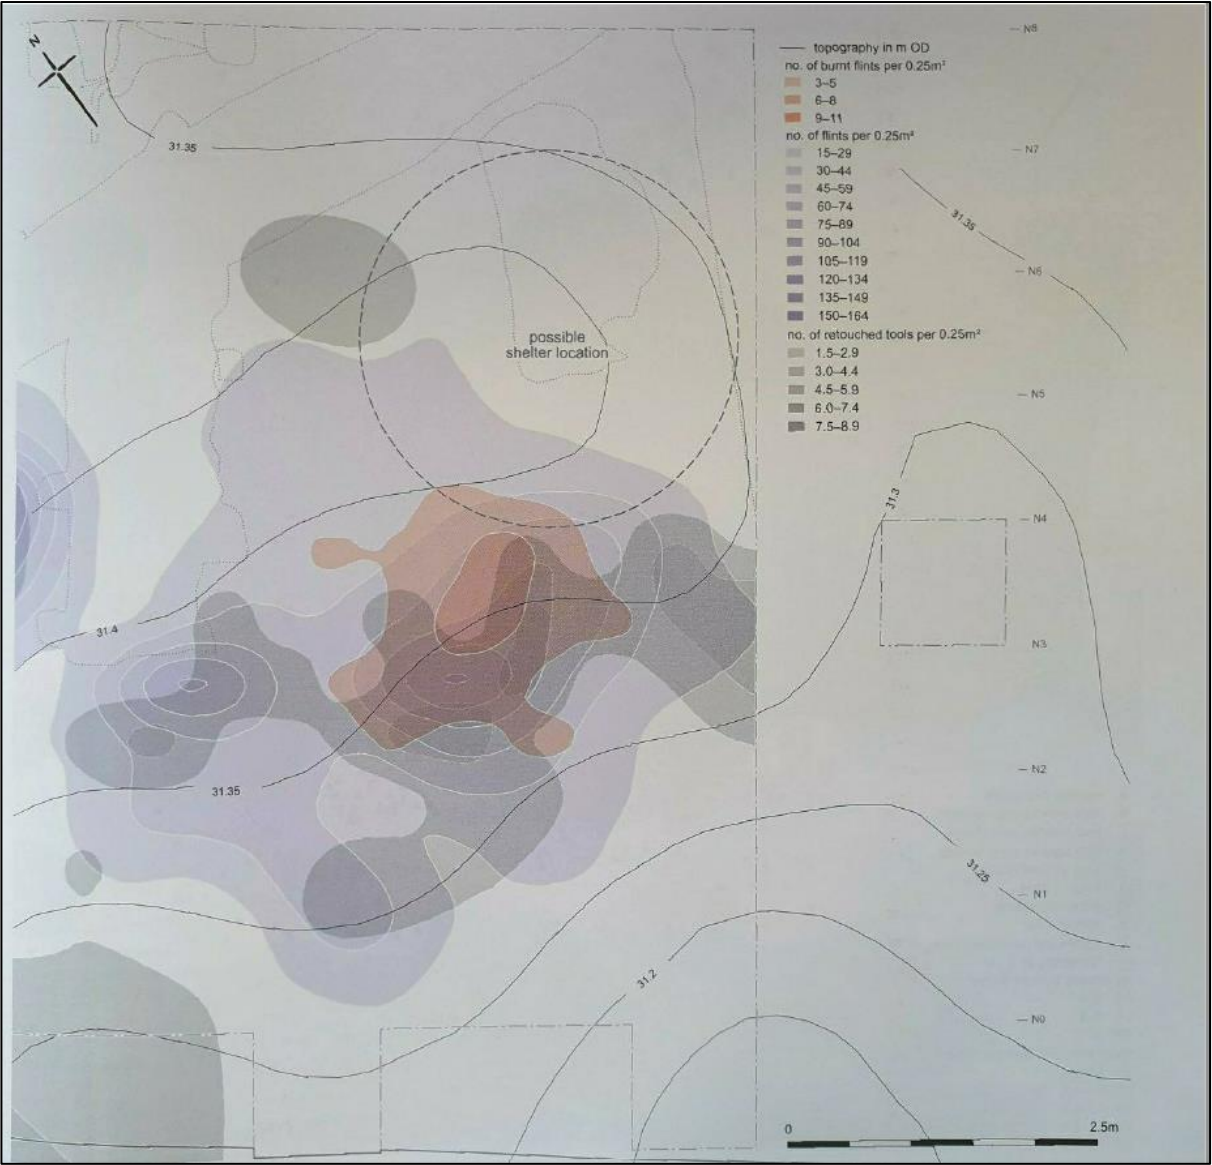 N
topography in m OD
no. of burnt flints per 0.25m²
3–5
6–8
9–11
no. of flints per 0.25m²
15–29
30–44
45–59
60–74
75–89
90–104
105–119
120–134
135–149
150–164
no. of retouched tools per 0.25m²
1.5–2.9
3.0–4.4
4.5–5.9
6.0–7.4
7.5–8.9
N8
N7
N6
N5
N4
N3
N2
N1
N0
31.35
31.35
possible
shelter location
31.3
31.4
31.35
31.25
31.2
0 2.5m